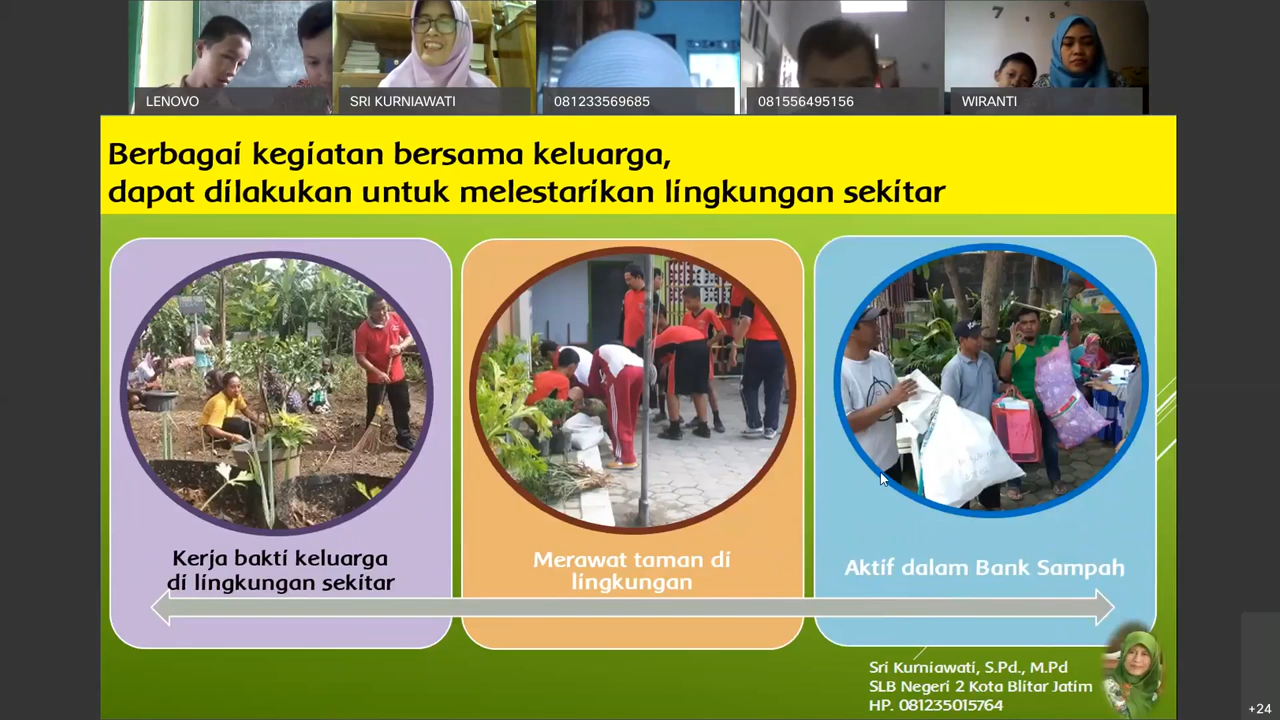 LENOVO
SRI KURNIAWATI
081233569685
081556495156
WIRANTI
Berbagai kegiatan bersama keluarga,
dapat dilakukan untuk melestarikan lingkungan sekitar
Kerja bakti keluarga
di lingkungan sekitar
Merawat taman di
lingkungan
Aktif dalam Bank Sampah
Sri Kurniawati, S.Pd., M.Pd
SLB Negeri 2 Kota Blitar Jatim
HP. 081235015764
+24